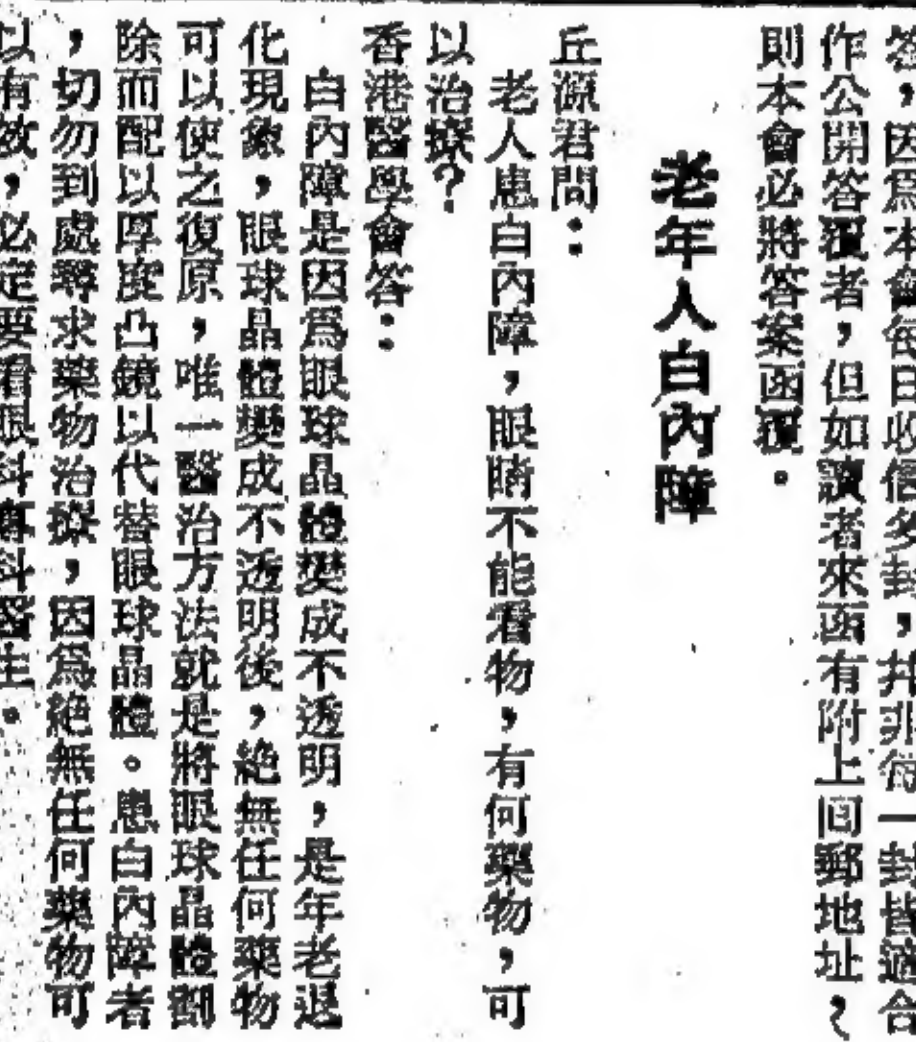 答，因爲本會每日收信多封，幷非每一封皆適合
作公開答覆者，但如讀者來函有附上回郵地址，
則本會必將答案函覆。
老年人白內障
丘源君問：
老人患白內障，眼睛不能看物，有何藥物，可
以治療？
香港醫學會答：
白內障是因爲眼球晶體變成不透明，是年老退
化現象，眼球晶體變成不透明後，絶無任何藥物
可以使之復原，唯一醫治方法就是將眼球晶體割
除而配以厚度凸鏡以代替眼球晶體。患白內障者
，切勿到處尋求藥物治療，因爲絶無任何藥物可
以有效，必定要看眼科專科醫生。